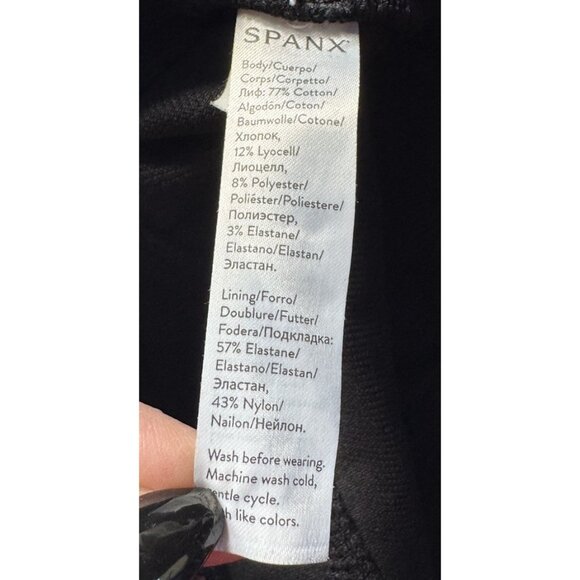 SPANX
Body/Cuerpo/
Corps/Corpetto/
Лиф: 77% Cotton/
Algodón/Coton/
Baumwolle/Cotone/
Хлопок,
12% Lyocell/
Лиоцелл,
8% Polyester/
Poliéster/Poliestere/
Полиэстер,
3% Elastane/
Elastano/Elastan/
Эластан.
Lining/Forro/
Doublure/Futter/
Fodera/Подкладка:
57% Elastane/
Elastano/Elastan/
Эластан,
43% Nylon/
Nailon/Нейлон.
Wash before wearing.
Machine wash cold,
cycle.
like colors.